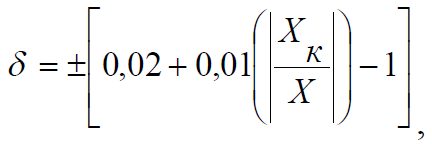 δ = ±[0,02 + 0,01(|X_к / X|) − 1],